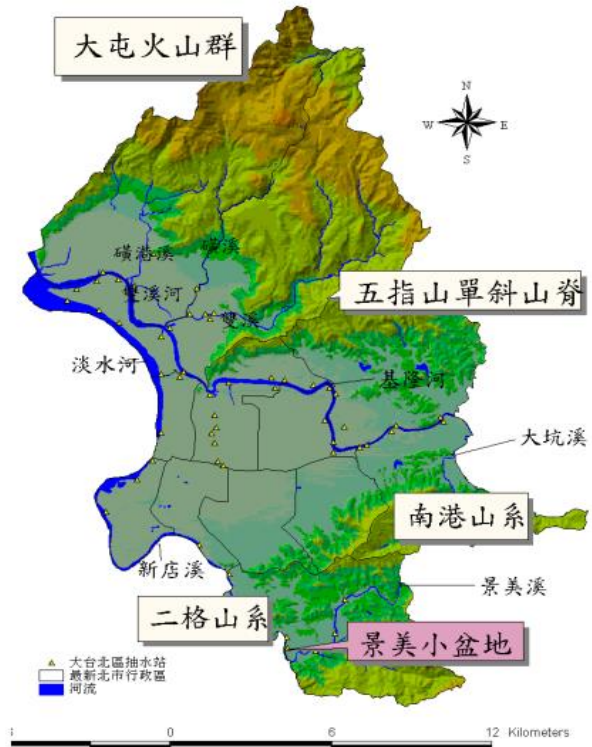 大屯火山群
N
W
E
S
磺港溪
磺溪
雙溪河
雙溪
五指山單斜山脊
淡水河
基隆河
大坑溪
南港山系
新店溪
景美溪
二格山系
景美小盆地
大台北區抽水站
最新北市行政區
河流
0
6
12 Kilometers